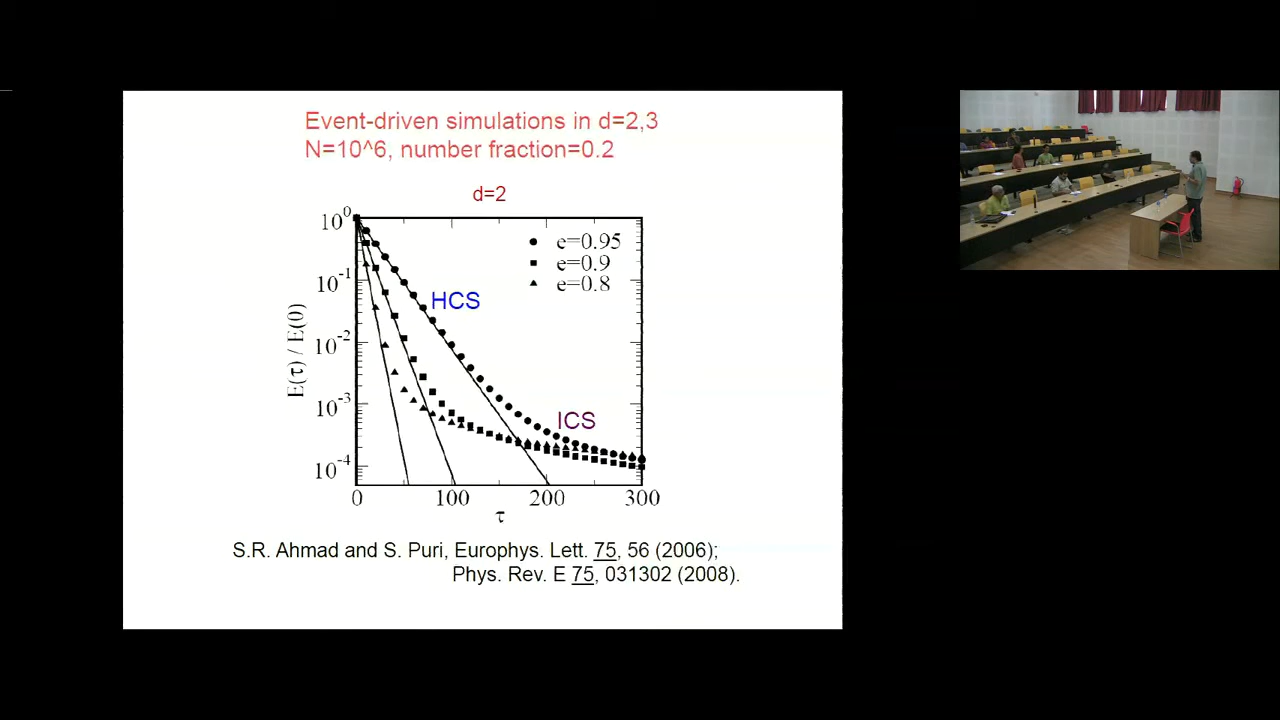 Event-driven simulations in d=2,3
N=10^6, number fraction=0.2
d=2
10^0
10^-1
10^-2
10^-3
10^-4
E(τ) / E(0)
e=0.95
e=0.9
e=0.8
HCS
ICS
0 100 200 300
τ
S.R. Ahmad and S. Puri, Europhys. Lett. 75, 56 (2006);
Phys. Rev. E 75, 031302 (2008).